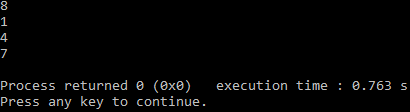 8
1
4
7
Process returned 0 (0x0)   execution time : 0.763 s
Press any key to continue.